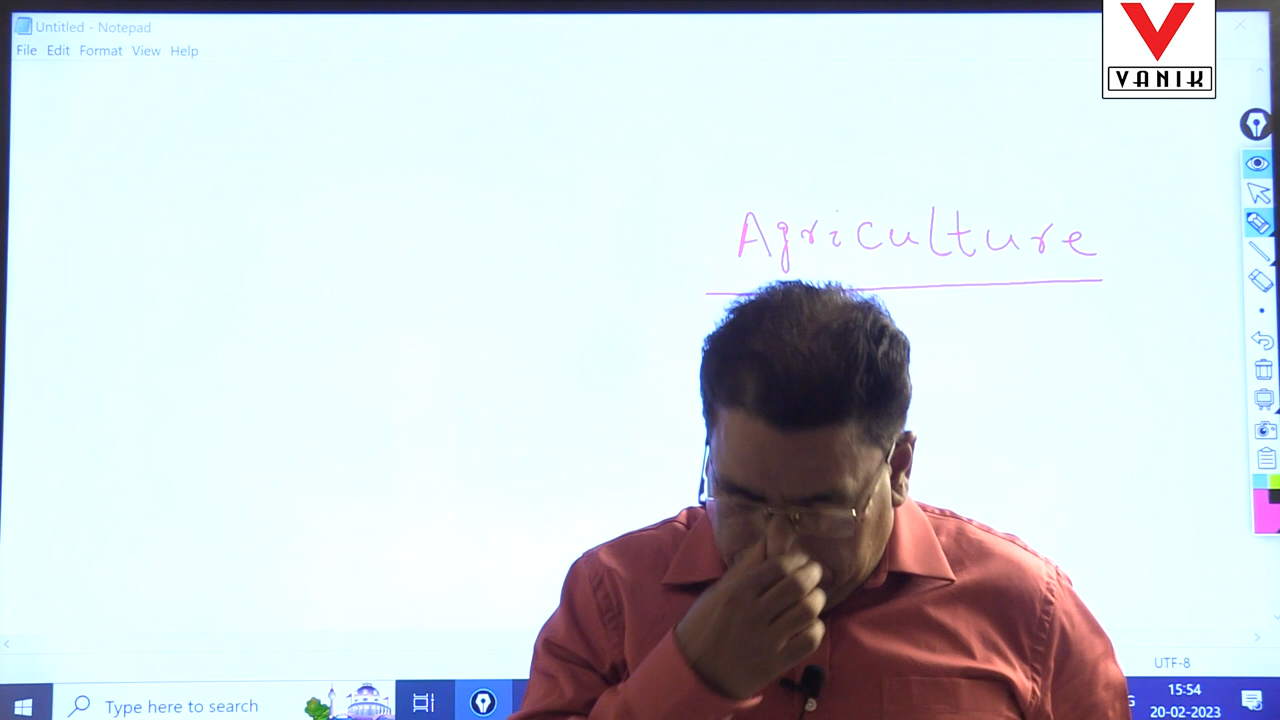 Untitled - Notepad
VANIK
File Edit Format View Help
Agriculture
UTF-8
Type here to search
G 15:54
20-02-2023